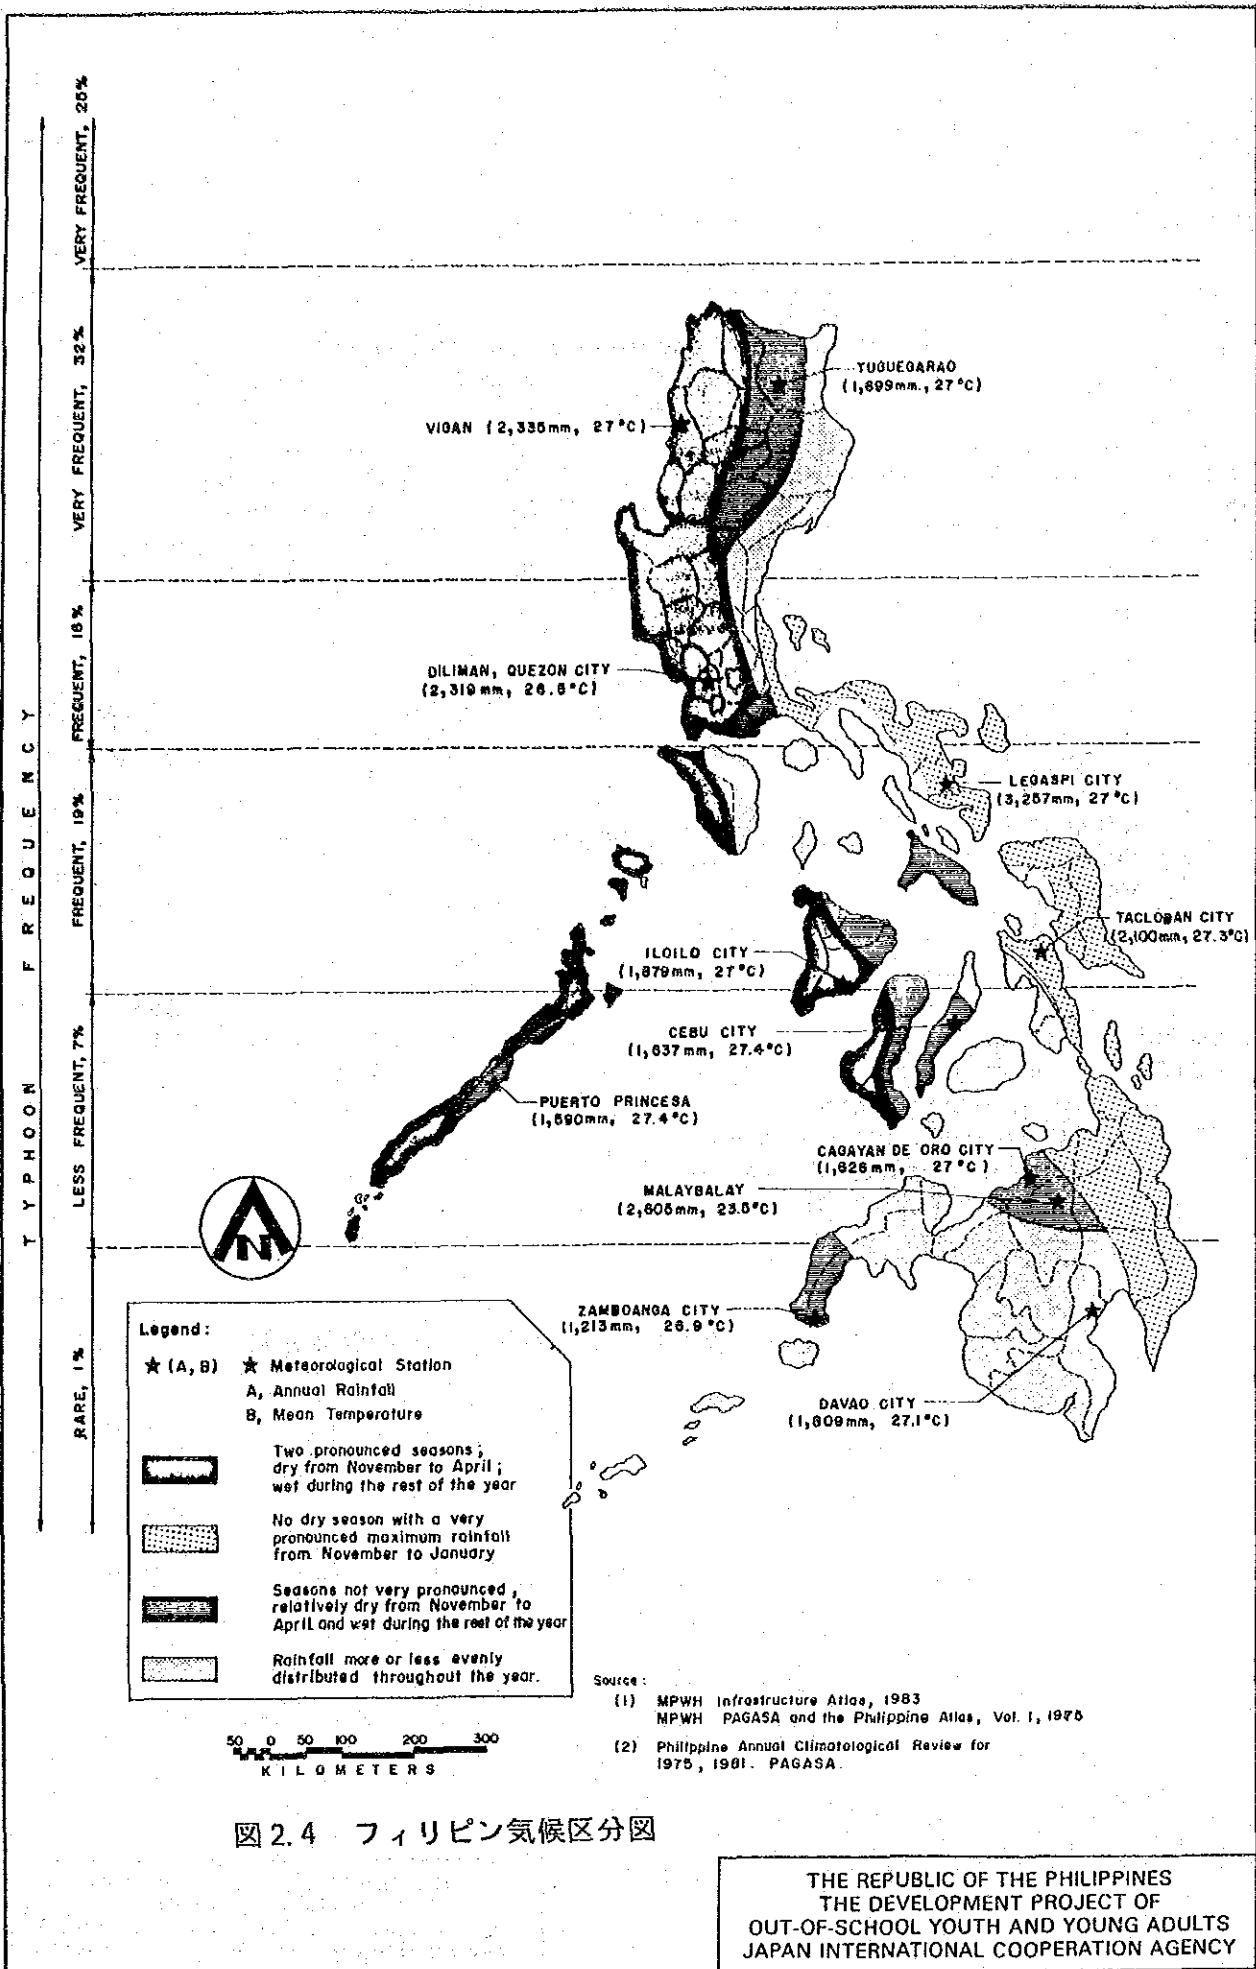 TYPHOON FREQUENCY
VERY FREQUENT, 25%
VERY FREQUENT, 32%
FREQUENT, 16%
FREQUENT, 19%
LESS FREQUENT, 7%
RARE, 1%
TUGUEGARAO
(1,699mm., 27°C)
VIGAN (2,335mm, 27°C)
DILIMAN, QUEZON CITY
(2,319mm, 26.6°C)
LEGASPI CITY
(3,257mm, 27°C)
TACLOBAN CITY
(2,100mm, 27.3°C)
ILOILO CITY
(1,879mm, 27°C)
CEBU CITY
(1,637mm, 27.4°C)
PUERTO PRINCESA
(1,590mm, 27.4°C)
CAGAYAN DE ORO CITY
(1,626mm, 27°C)
MALAYBALAY
(2,605mm, 23.5°C)
ZAMBOANGA CITY
(1,213mm, 26.9°C)
DAVAO CITY
(1,809mm, 27.1°C)
N
Legend:
★ (A, B) ★ Meteorological Station
A, Annual Rainfall
B, Mean Temperature
Two pronounced seasons;
dry from November to April;
wet during the rest of the year
No dry season with a very
pronounced maximum rainfall
from November to January
Seasons not very pronounced,
relatively dry from November to
April and wet during the rest of the year
Rainfall more or less evenly
distributed throughout the year.
50 0 50 100 200 300
KILOMETERS
Source:
(1) MPWH Infrastructure Atlas, 1983
MPWH PAGASA and the Philippine Atlas, Vol. 1, 1975
(2) Philippine Annual Climatological Review for
1975, 1981. PAGASA.
図2.4 フィリピン気候区分図
THE REPUBLIC OF THE PHILIPPINES
THE DEVELOPMENT PROJECT OF
OUT-OF-SCHOOL YOUTH AND YOUNG ADULTS
JAPAN INTERNATIONAL COOPERATION AGENCY